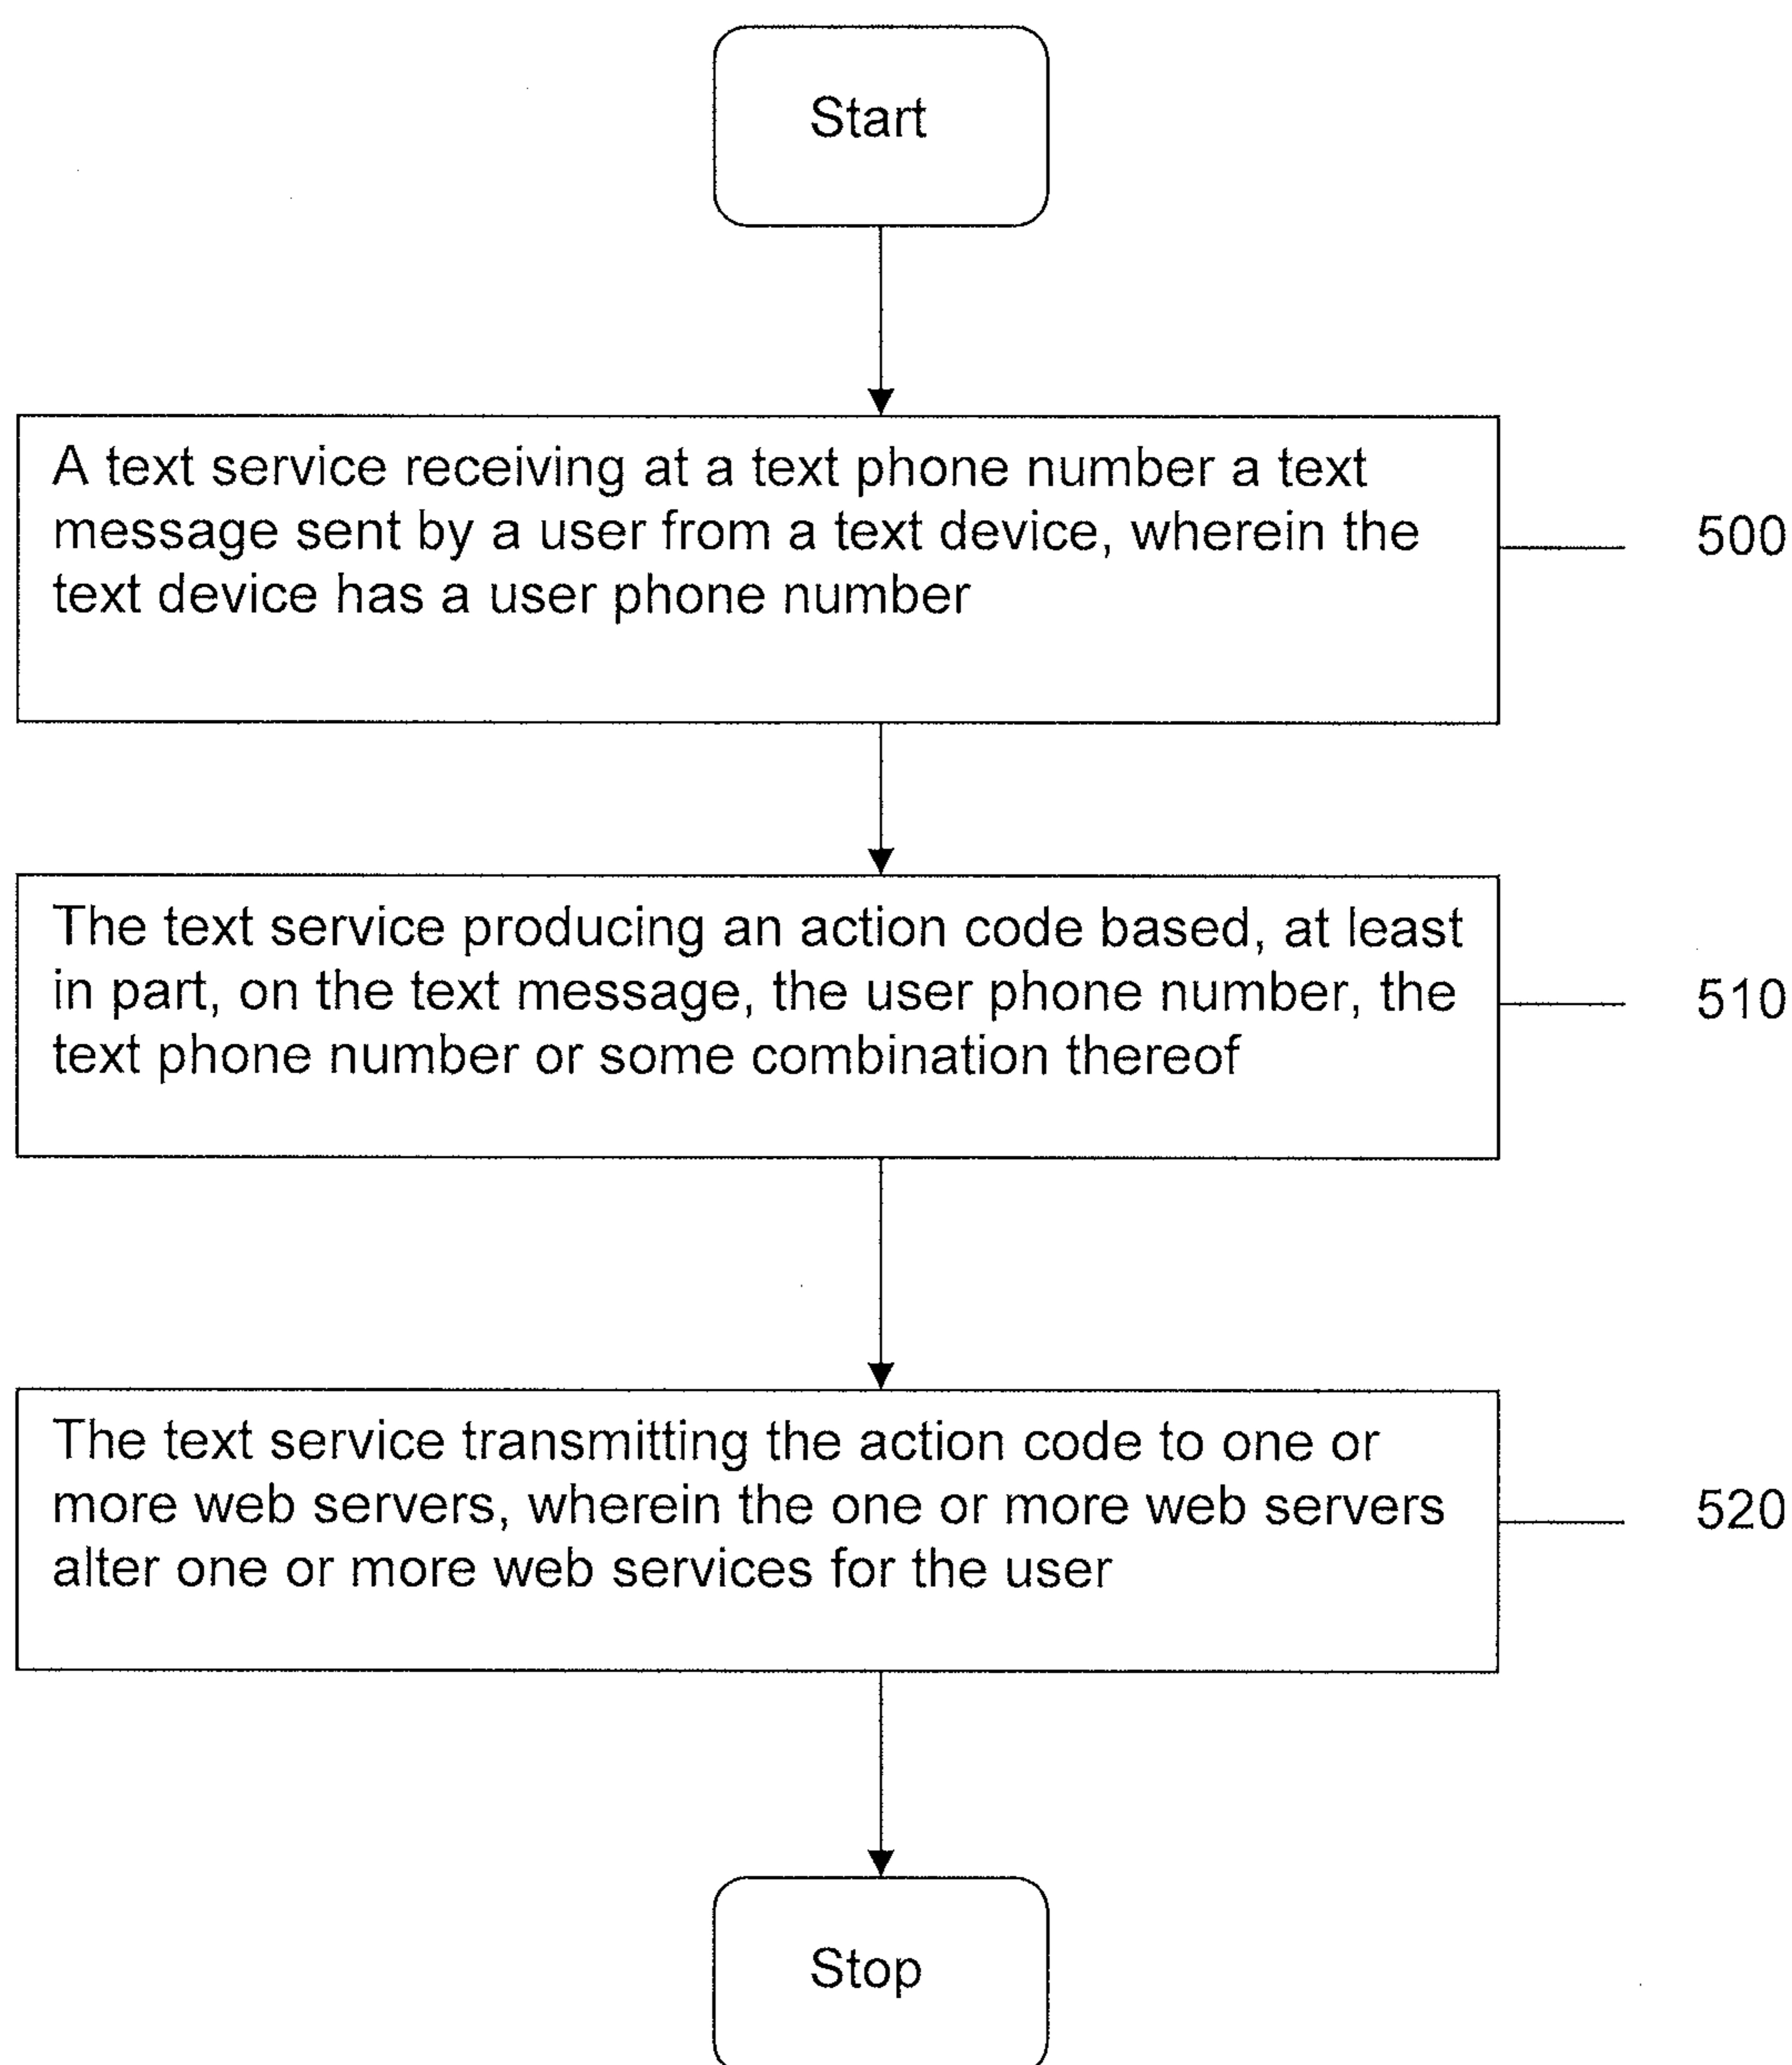 Start
A text service receiving at a text phone number a text
message sent by a user from a text device, wherein the
text device has a user phone number
500
The text service producing an action code based, at least
in part, on the text message, the user phone number, the
text phone number or some combination thereof
510
The text service transmitting the action code to one or
more web servers, wherein the one or more web servers
alter one or more web services for the user
520
Stop